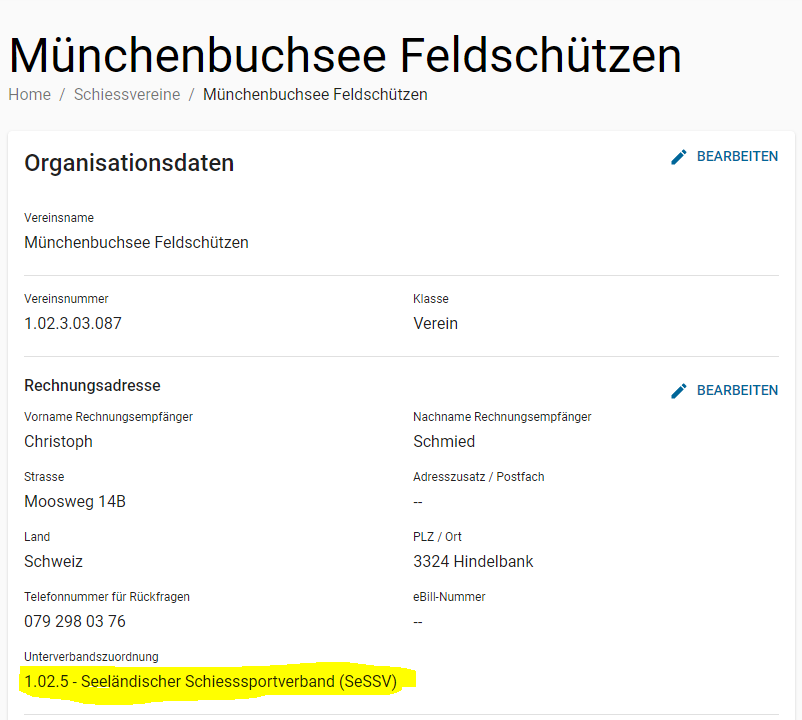 Münchenbuchsee Feldschützen
Home / Schiessvereine / Münchenbuchsee Feldschützen
Organisationsdaten
BEARBEITEN
Vereinsname
Münchenbuchsee Feldschützen
Vereinsnummer
Klasse
1.02.3.03.087
Verein
Rechnungsadresse
BEARBEITEN
Vorname Rechnungsempfänger
Nachname Rechnungsempfänger
Christoph
Schmied
Strasse
Adresszusatz / Postfach
Moosweg 14B
--
Land
PLZ / Ort
Schweiz
3324 Hindelbank
Telefonnummer für Rückfragen
eBill-Nummer
079 298 03 76
--
Unterverbandszuordnung
1.02.5 - Seeländischer Schiesssportverband (SeSSV)